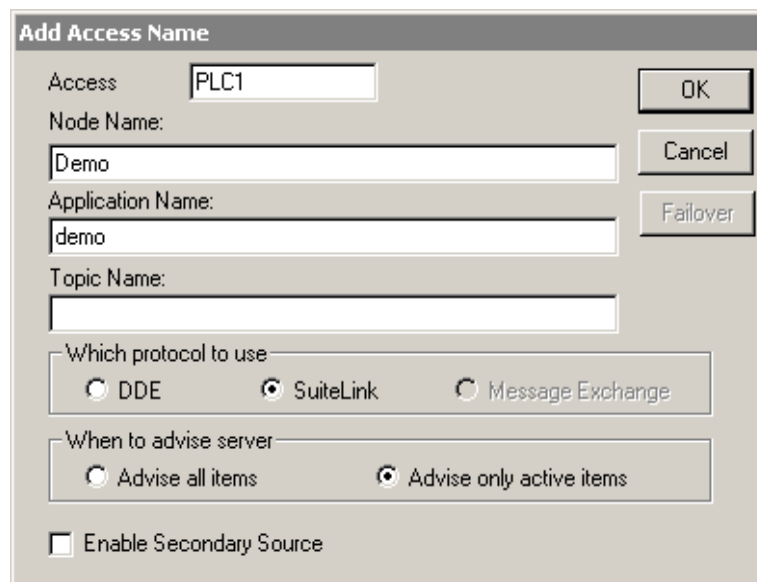 Add Access Name
Access PLC1
OK
Node Name:
Demo
Cancel
Application Name:
demo
Failover
Topic Name:
Which protocol to use
DDE SuiteLink Message Exchange
When to advise server
Advise all items Advise only active items
Enable Secondary Source